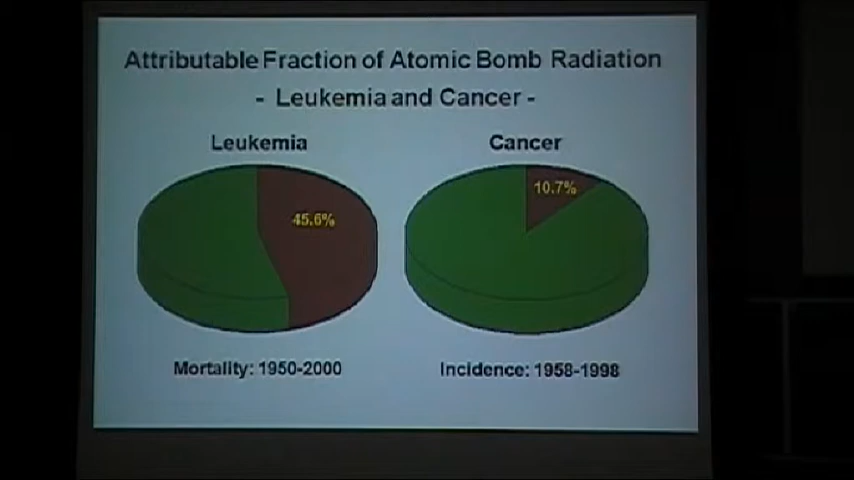 Attributable Fraction of Atomic Bomb Radiation
- Leukemia and Cancer -
Leukemia
Cancer
45.6%
10.7%
Mortality: 1950-2000
Incidence: 1958-1998